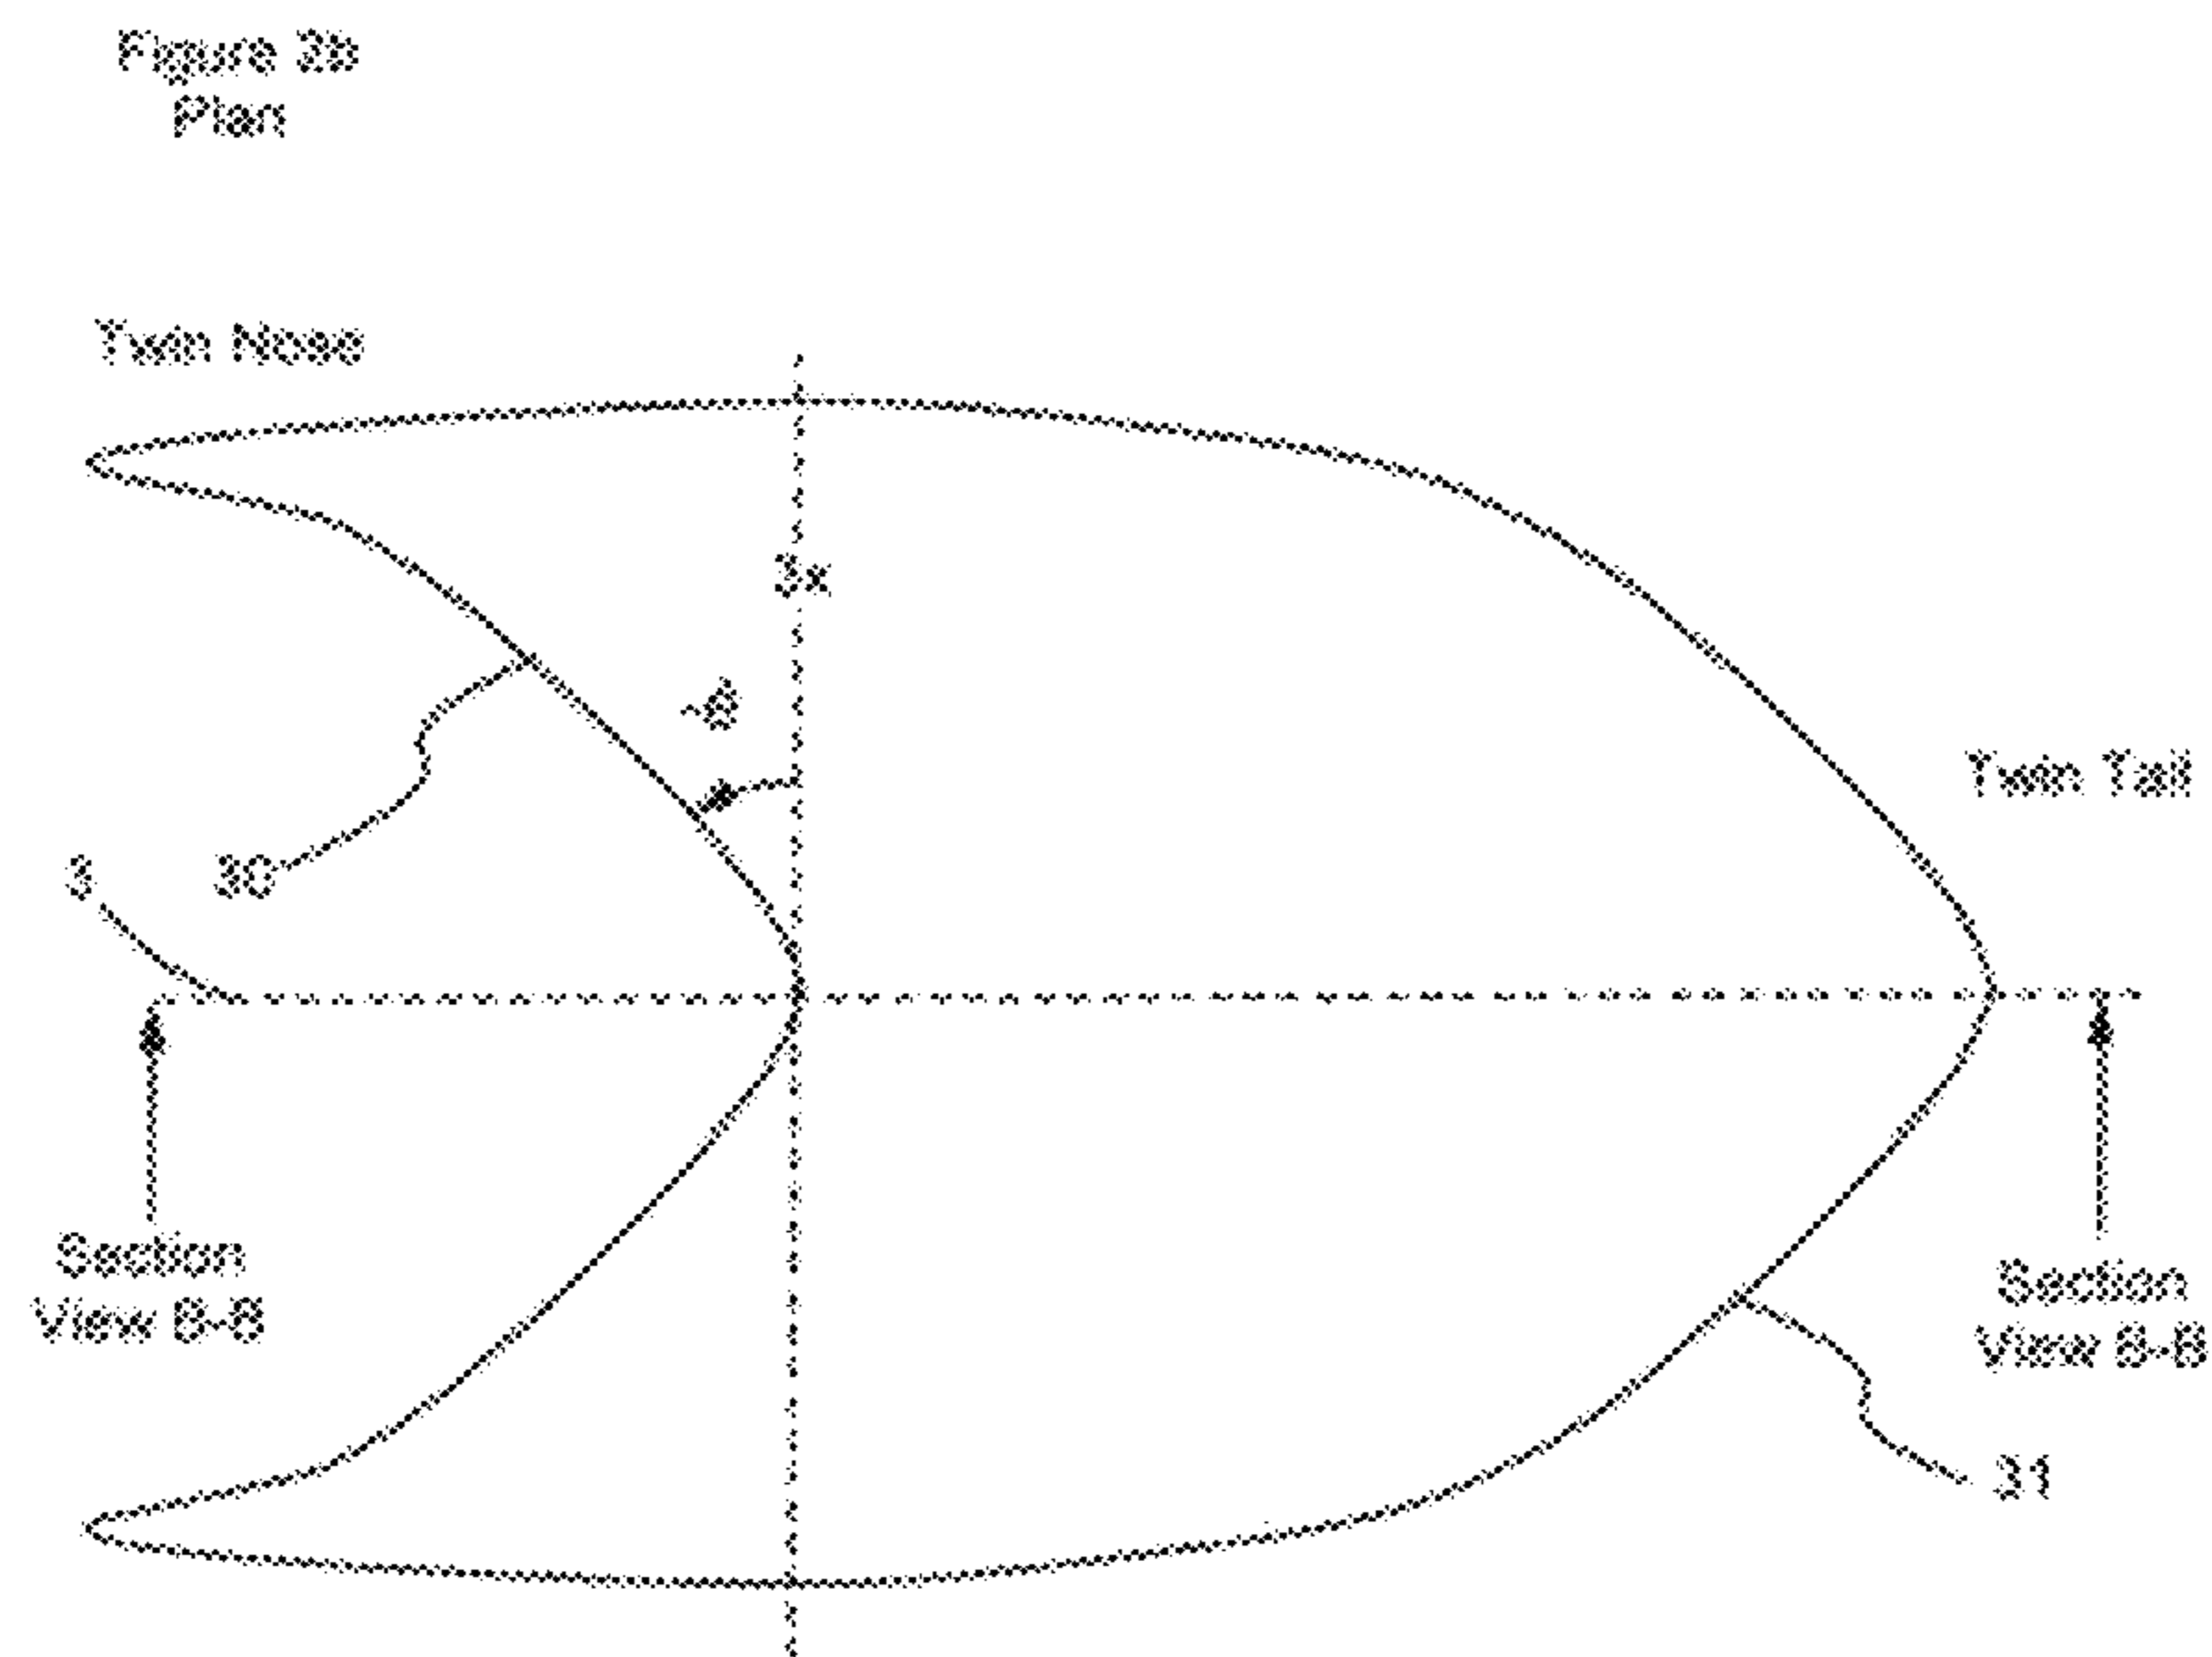 Figure 3b
Plan
Twin Nose
3x
Twin Tail
3
30
Section
View B-B
Section
View B-B
31